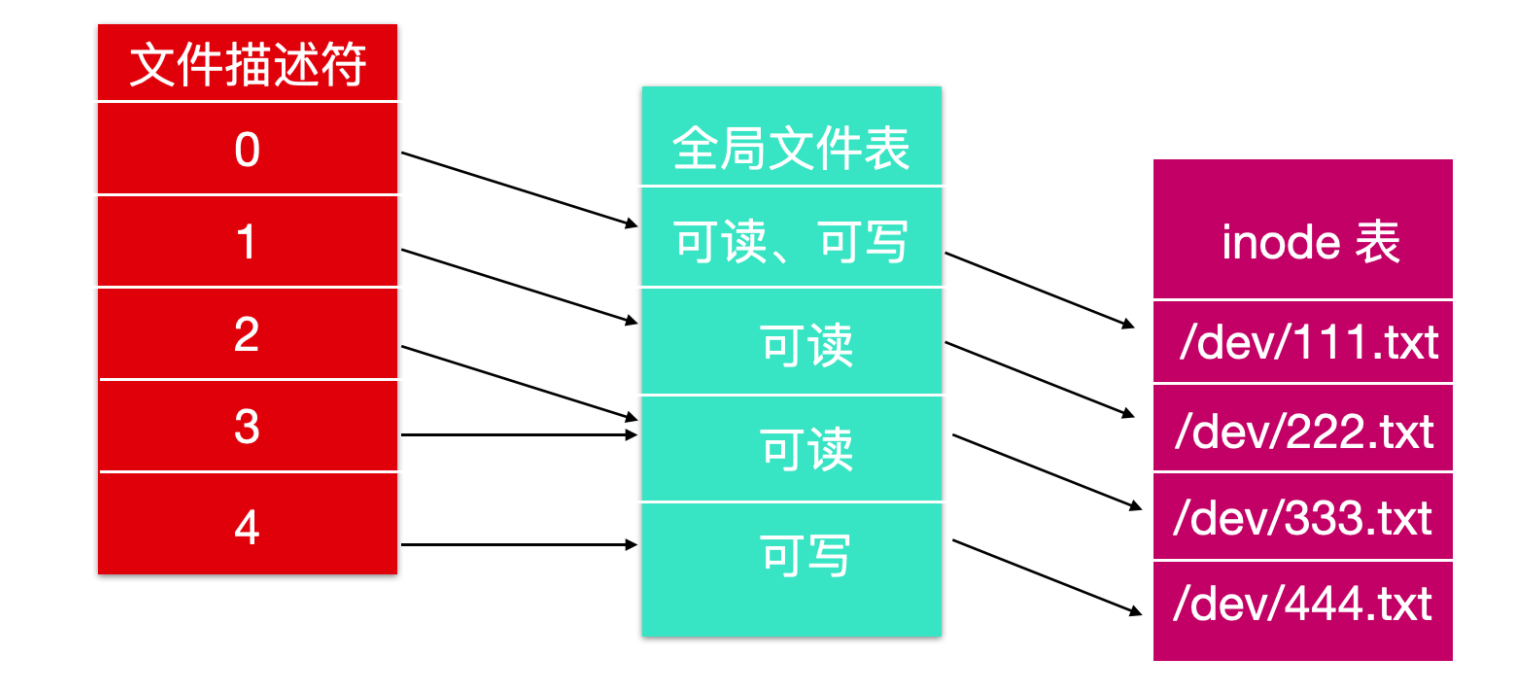 文件描述符
0
1
2
3
4
全局文件表
可读、可写
可读
可读
可写
inode 表
/dev/111.txt
/dev/222.txt
/dev/333.txt
/dev/444.txt